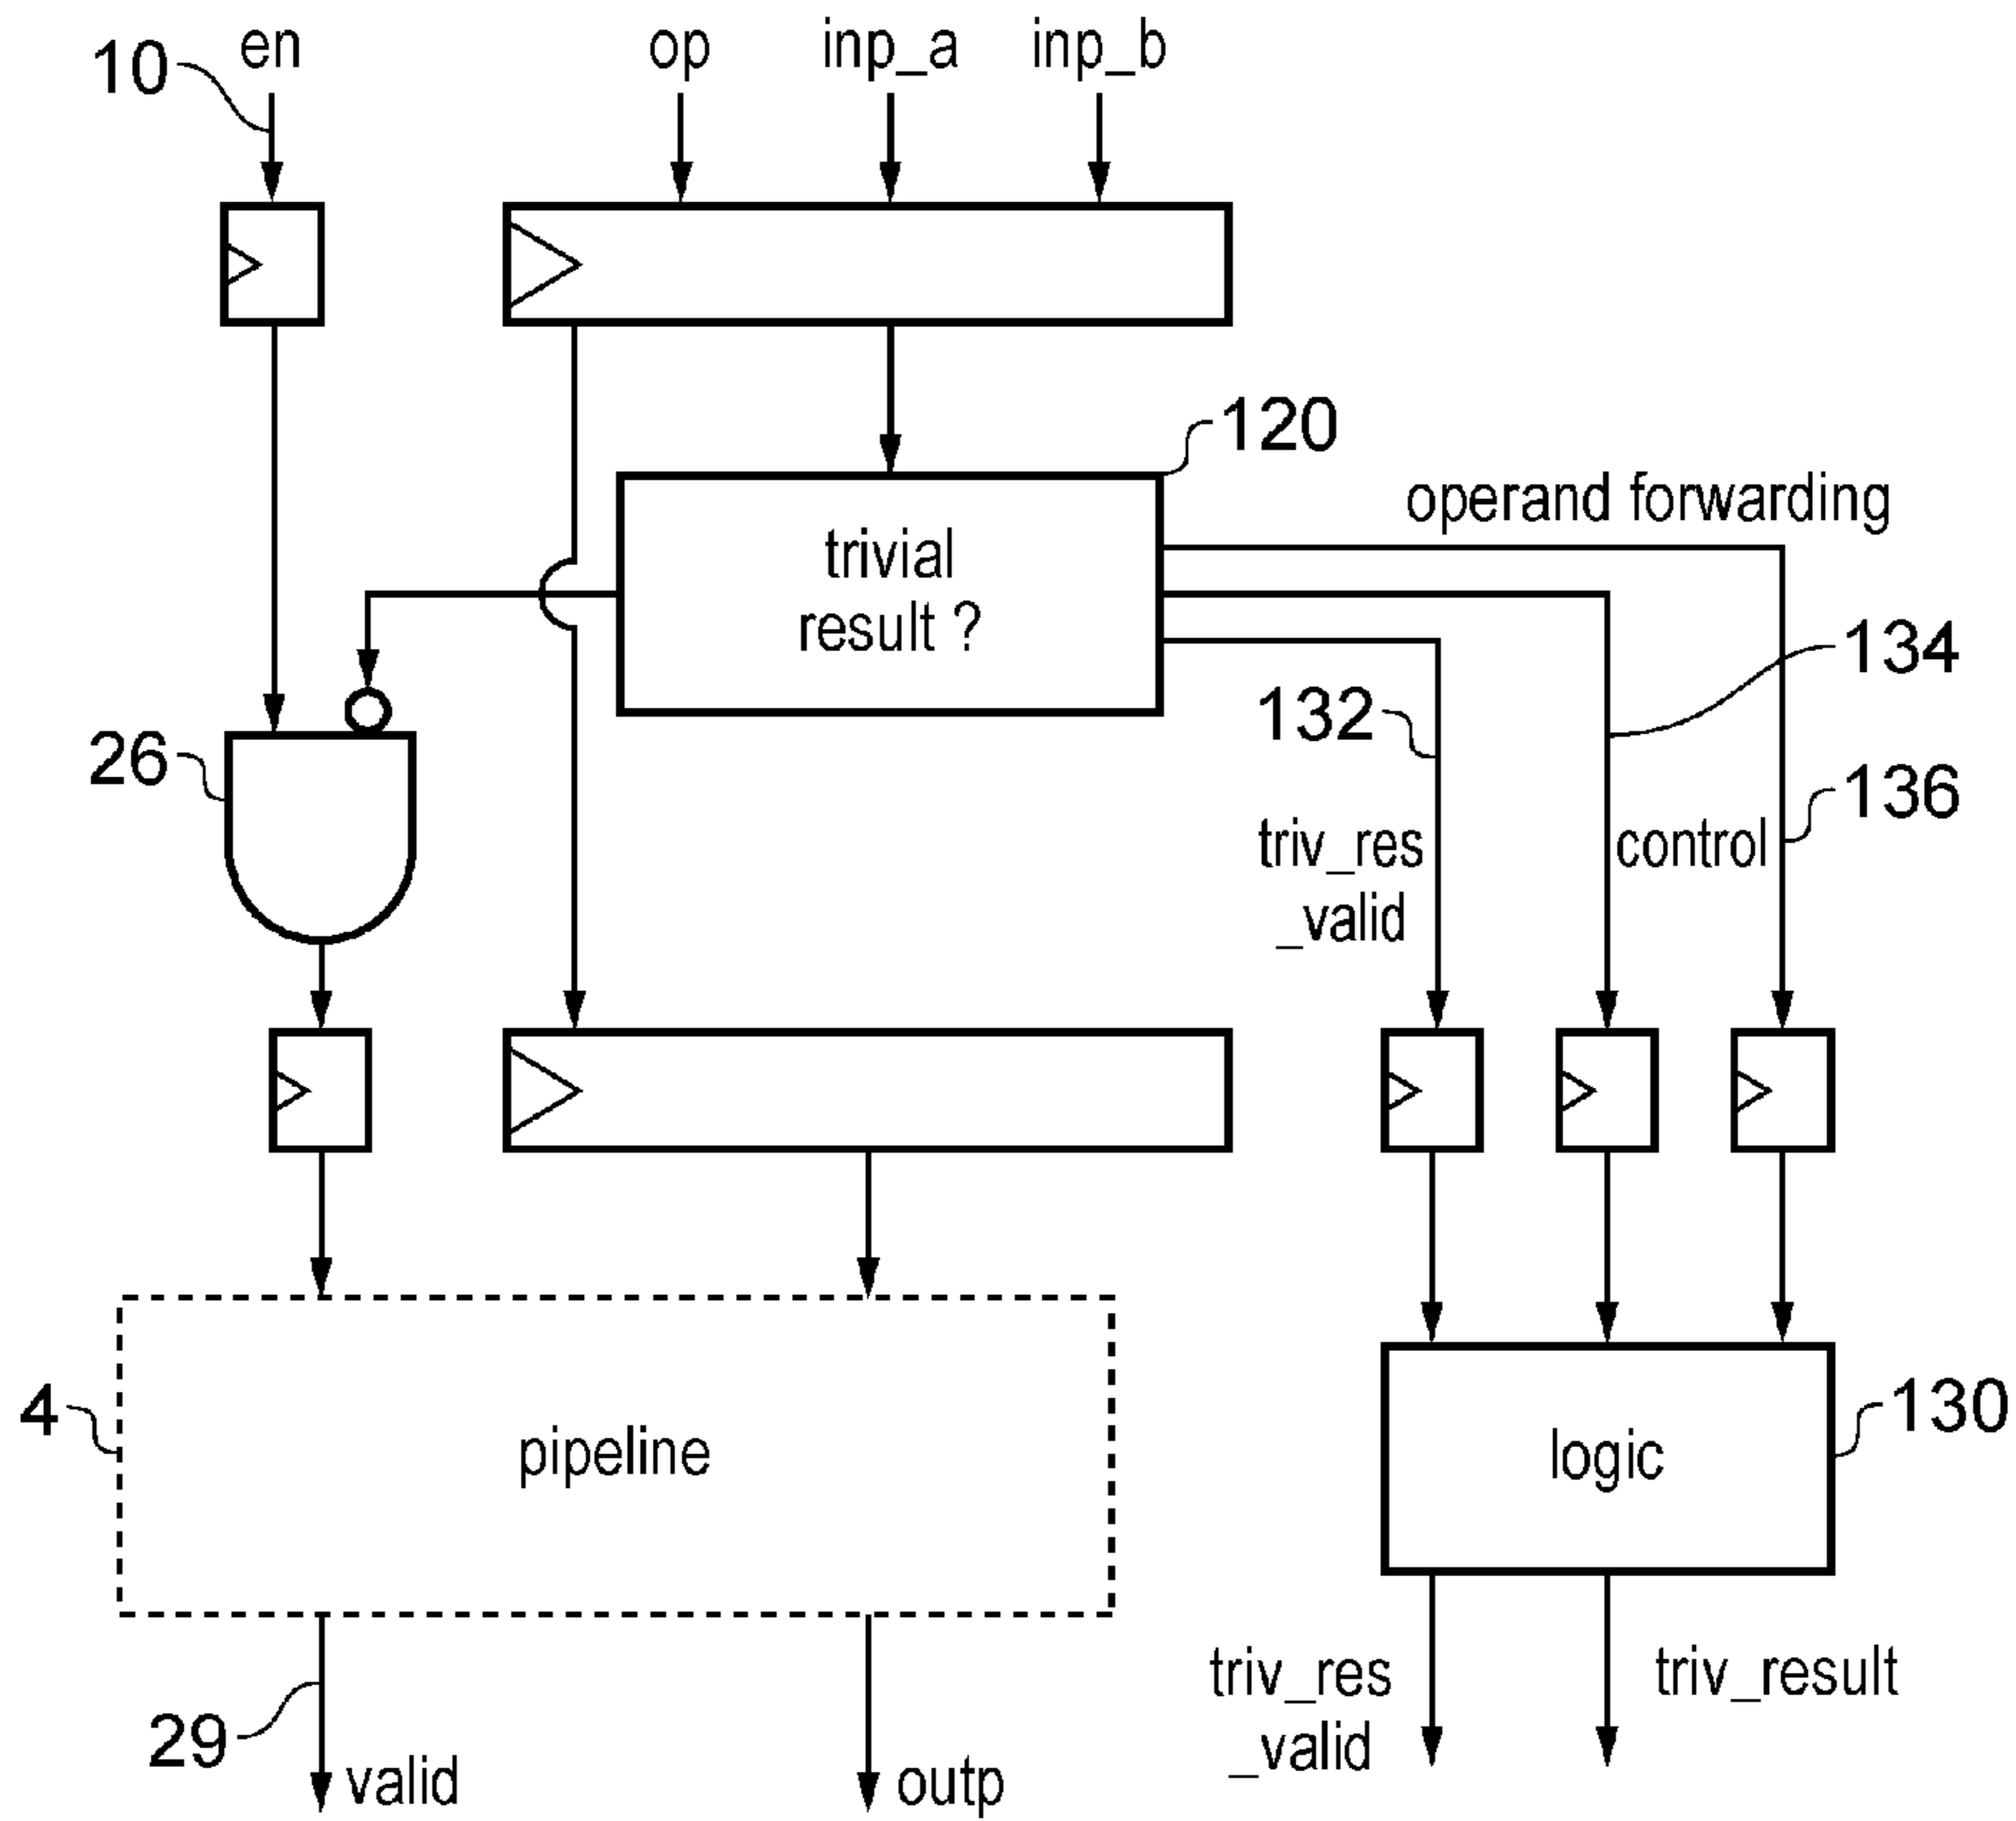 10
en
op
inp_a
inp_b
120
operand forwarding
trivial
result ?
134
132
26
136
triv_res
_valid
control
4
pipeline
logic
130
29
valid
outp
triv_res
_valid
triv_result